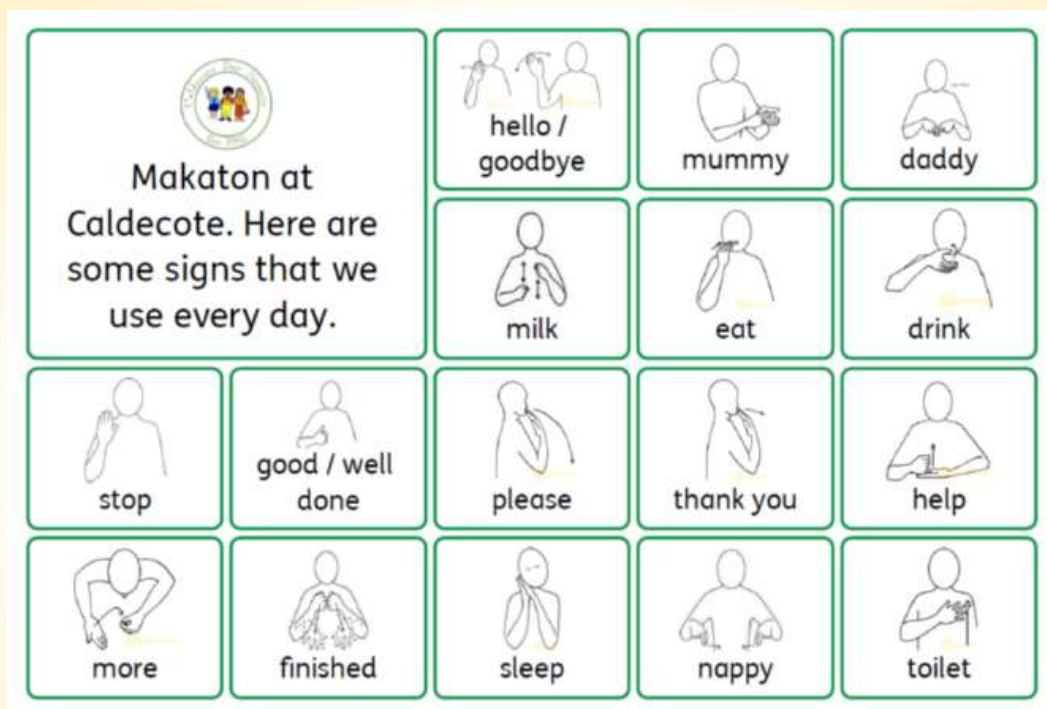 Makaton at
Caldecote. Here are
some signs that we
use every day.
hello /
goodbye
mummy
daddy
milk
eat
drink
stop
good / well
done
please
thank you
help
more
finished
sleep
nappy
toilet